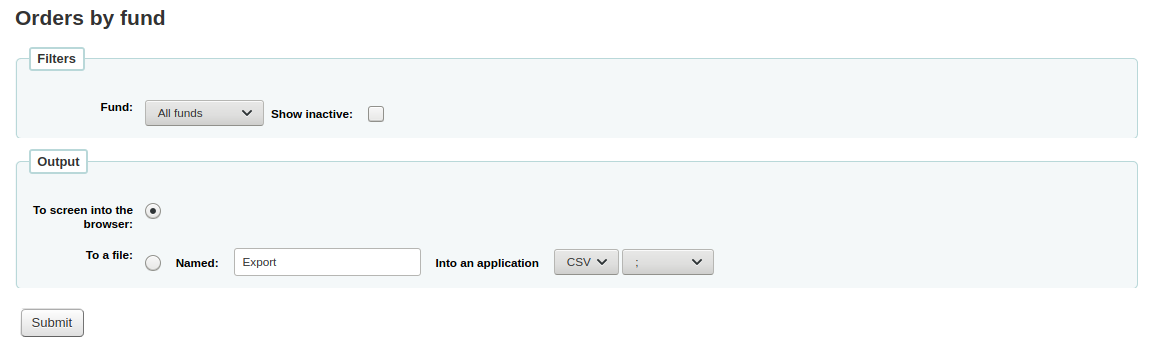 Orders by fund
Filters
Fund: All funds Show inactive:
Output
To screen into the
browser:
To a file: Named: Export Into an application CSV ;
Submit